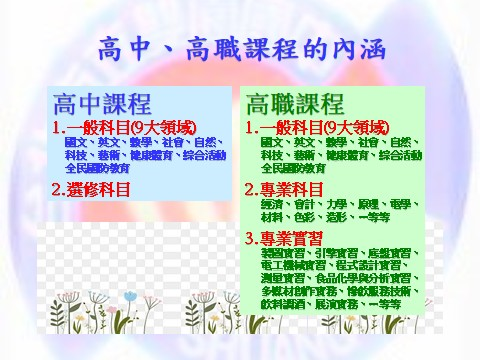 高中、高職課程的內涵
高中課程
1.一般科目(9大領域)
國文、英文、數學、社會、自然、
科技、藝術、健康體育、綜合活動
全民國防教育
2.選修科目
高職課程
1.一般科目(9大領域)
國文、英文、數學、社會、自然、
科技、藝術、健康體育、綜合活動
全民國防教育
2.專業科目
經濟、會計、力學、原理、電學、
材料、色彩、造形、…等等
3.專業實習
製圖實習、引擎實習、底盤實習、
電工機械實習、程式設計實習、
測量實習、食品化學與分析實習、
多媒材創作實務、餐飲服務技術、
飲料調酒、展演實務、…等等